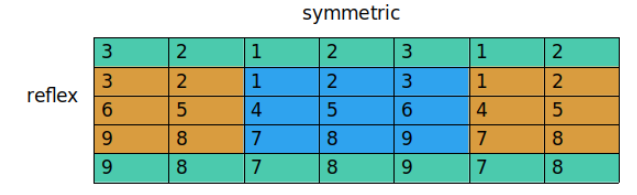 symmetric
3 2 1 2 3 1 2
3 2 1 2 3 1 2
reflex
6 5 4 5 6 4 5
9 8 7 8 9 7 8
9 8 7 8 9 7 8